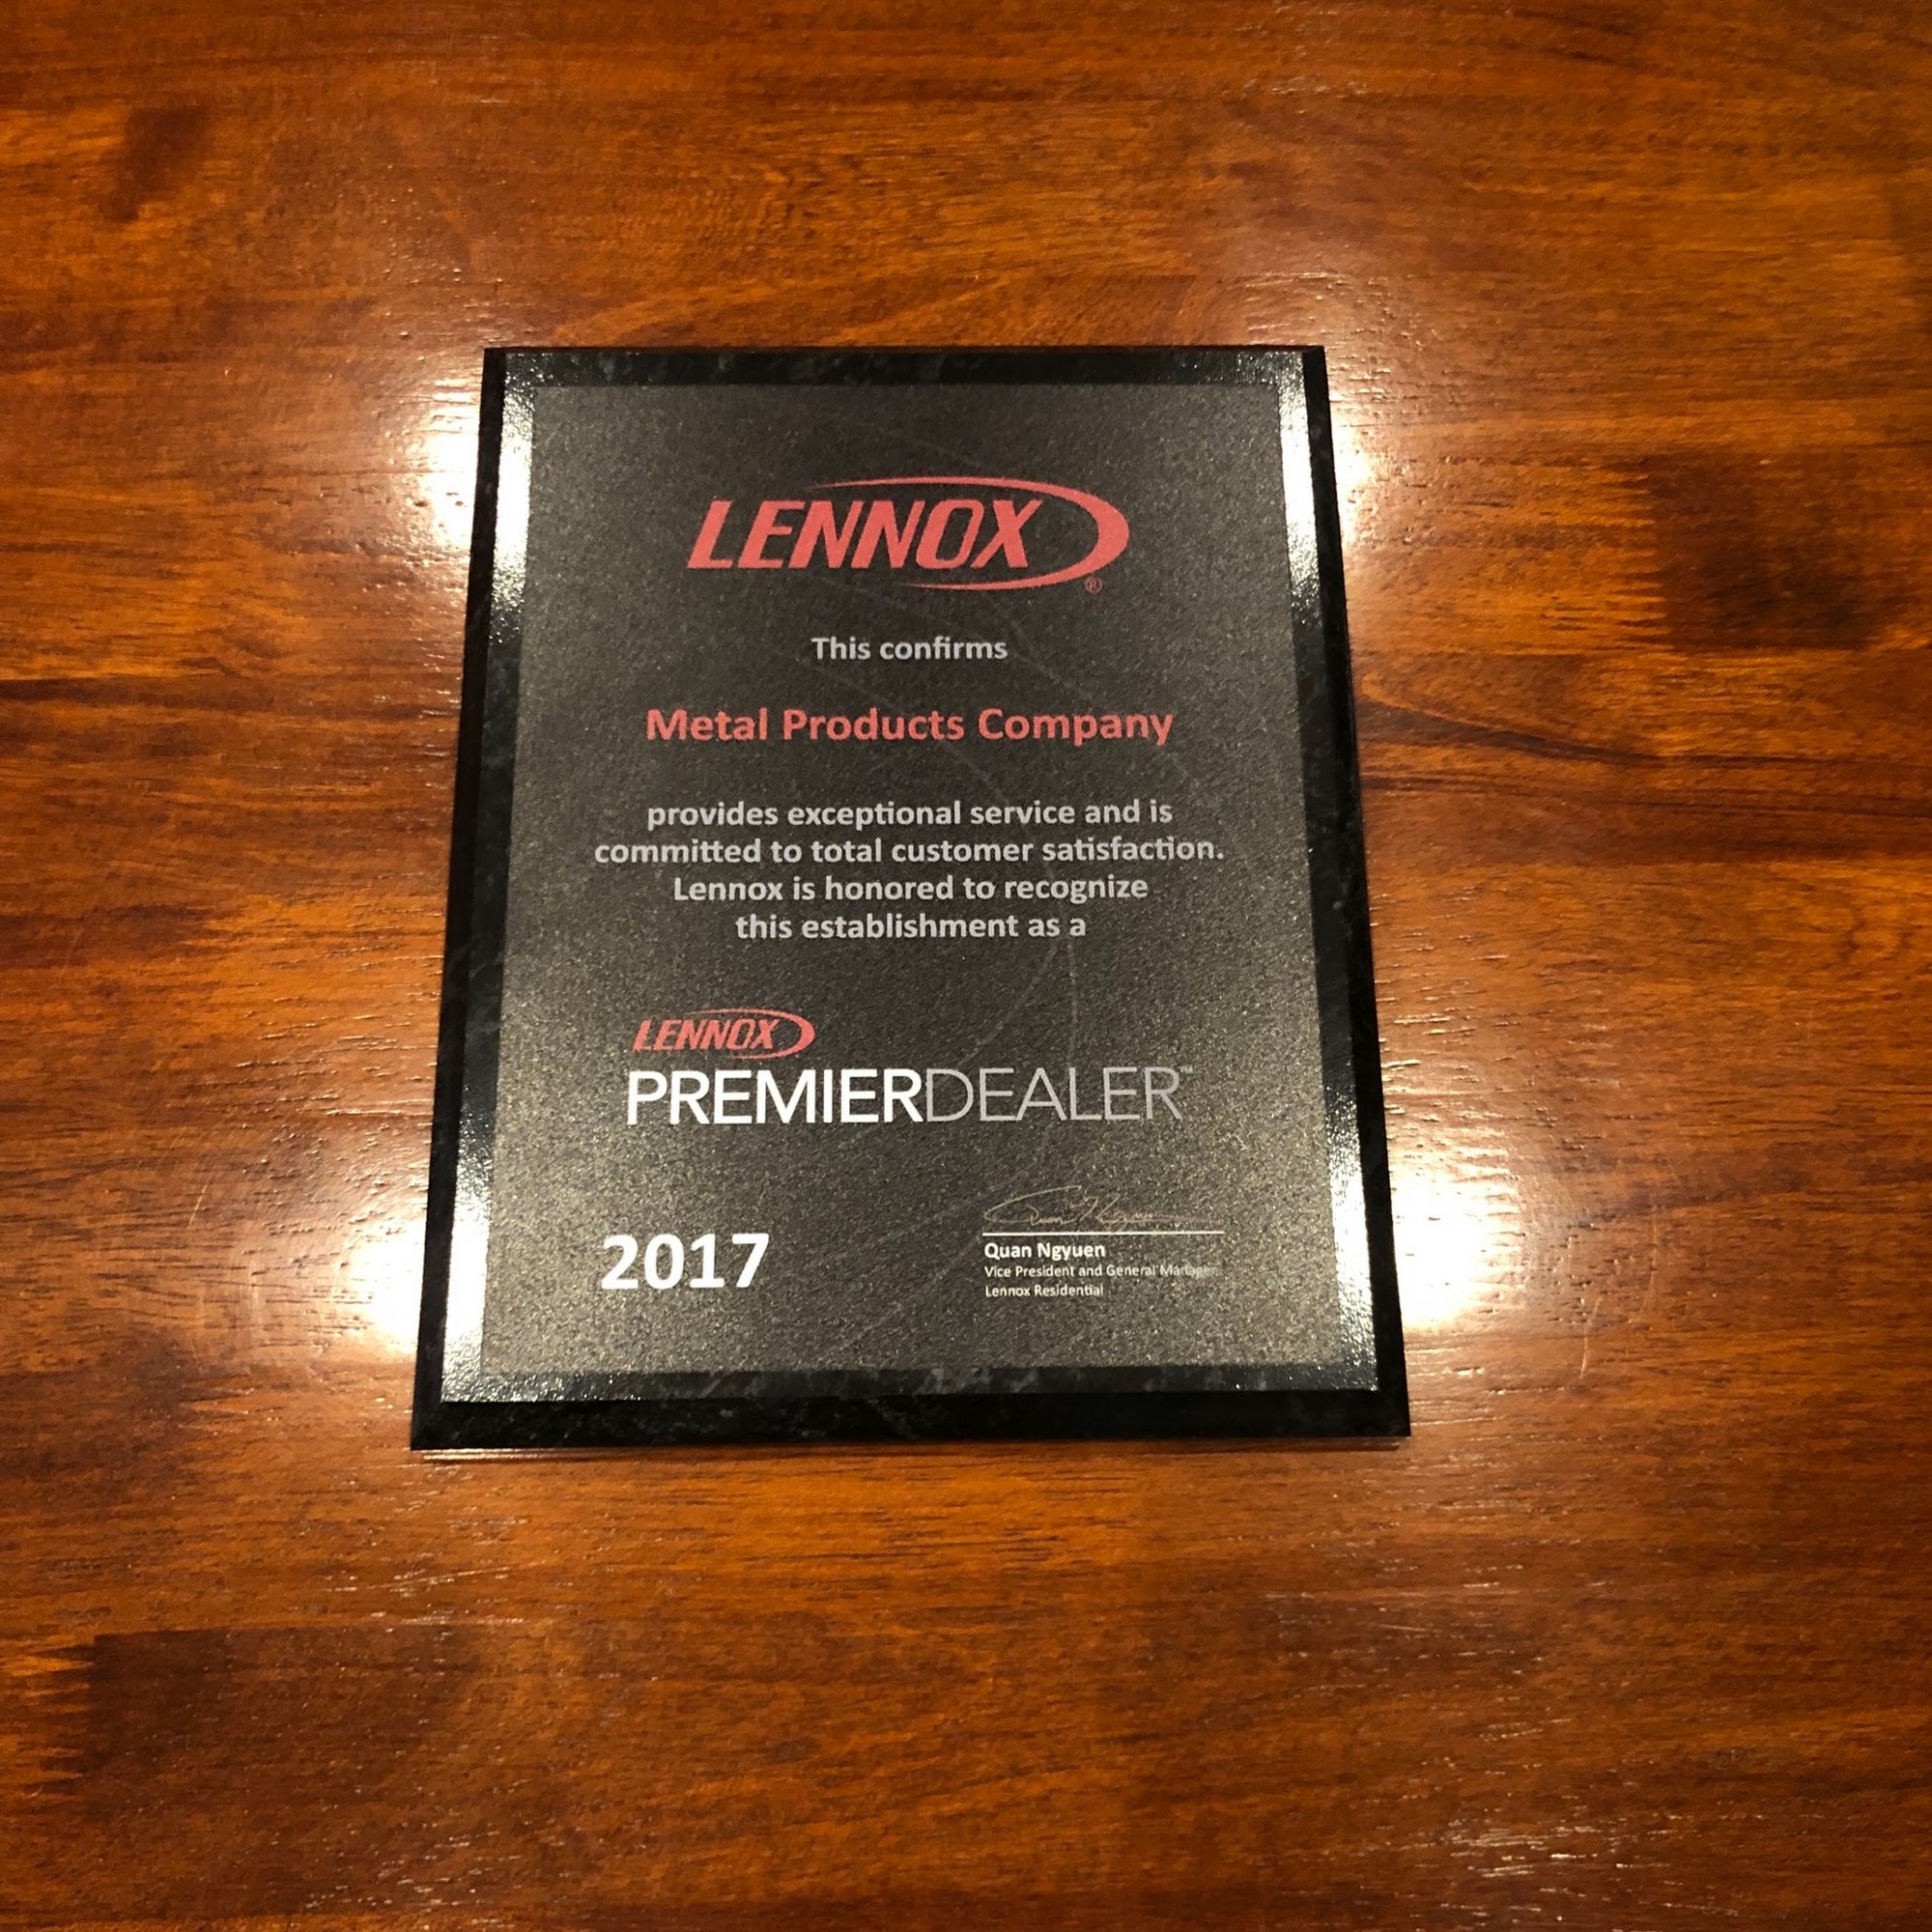 LENNOX
®
This confirms
Metal Products Company
provides exceptional service and is
committed to total customer satisfaction.
Lennox is honored to recognize
this establishment as a
LENNOX
PREMIERDEALER™
2017
Quan Ngyuen
Vice President and General Manager
Lennox Residential